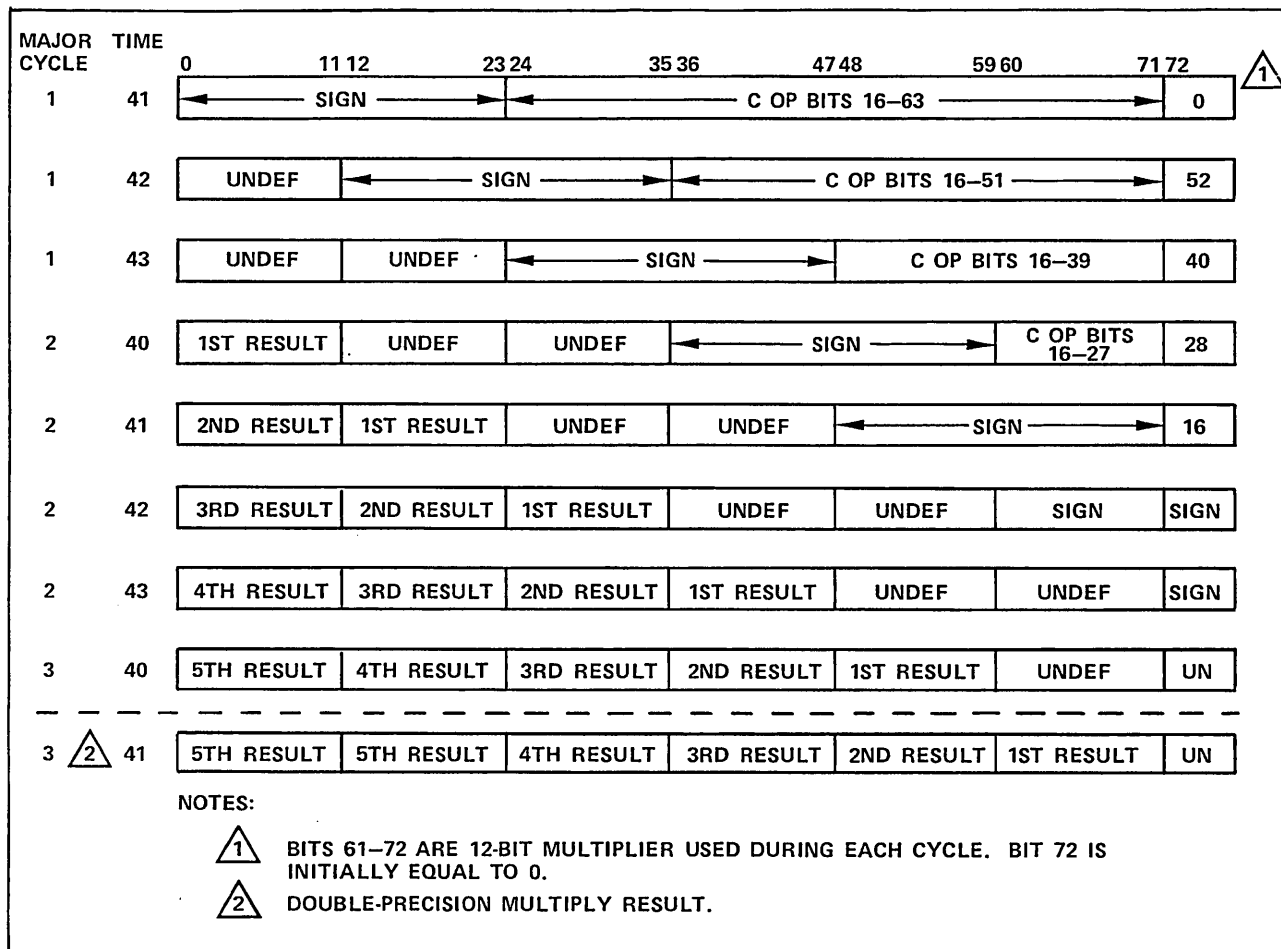 MAJOR CYCLE TIME 0 11 12 23 24 35 36 47 48 59 60 71 72 1
1 41 SIGN C OP BITS 16–63 0
1 42 UNDEF SIGN C OP BITS 16–51 52
1 43 UNDEF UNDEF SIGN C OP BITS 16–39 40
2 40 1ST RESULT UNDEF UNDEF SIGN C OP BITS 16–27 28
2 41 2ND RESULT 1ST RESULT UNDEF UNDEF SIGN 16
2 42 3RD RESULT 2ND RESULT 1ST RESULT UNDEF UNDEF SIGN SIGN
2 43 4TH RESULT 3RD RESULT 2ND RESULT 1ST RESULT UNDEF UNDEF SIGN
3 40 5TH RESULT 4TH RESULT 3RD RESULT 2ND RESULT 1ST RESULT UNDEF UN
3 2 41 5TH RESULT 5TH RESULT 4TH RESULT 3RD RESULT 2ND RESULT 1ST RESULT UN
NOTES:
1 BITS 61–72 ARE 12-BIT MULTIPLIER USED DURING EACH CYCLE. BIT 72 IS
INITIALLY EQUAL TO 0.
2 DOUBLE-PRECISION MULTIPLY RESULT.